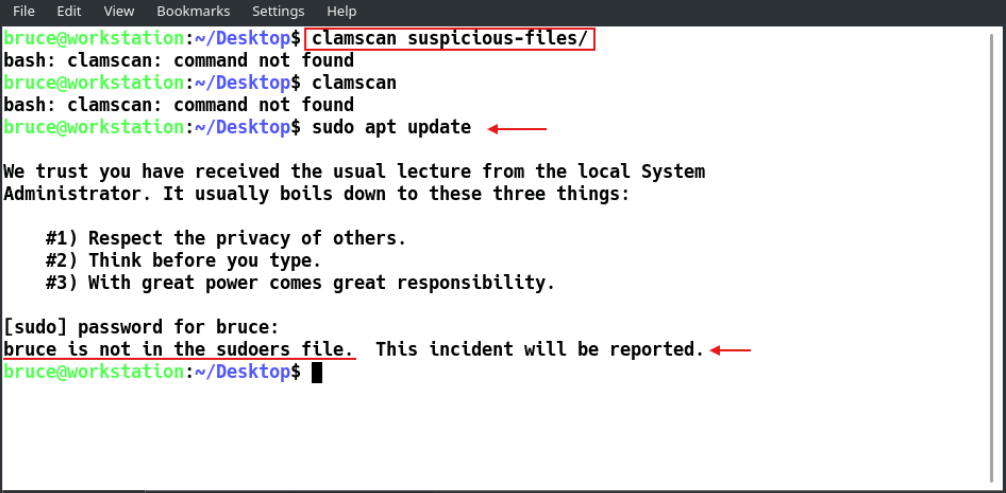 File Edit View Bookmarks Settings Help
bruce@workstation:~/Desktop$ clamscan suspicious-files/
bash: clamscan: command not found
bruce@workstation:~/Desktop$ clamscan
bash: clamscan: command not found
bruce@workstation:~/Desktop$ sudo apt update
We trust you have received the usual lecture from the local System
Administrator. It usually boils down to these three things:
#1) Respect the privacy of others.
#2) Think before you type.
#3) With great power comes great responsibility.
[sudo] password for bruce:
bruce is not in the sudoers file.  This incident will be reported.
bruce@workstation:~/Desktop$